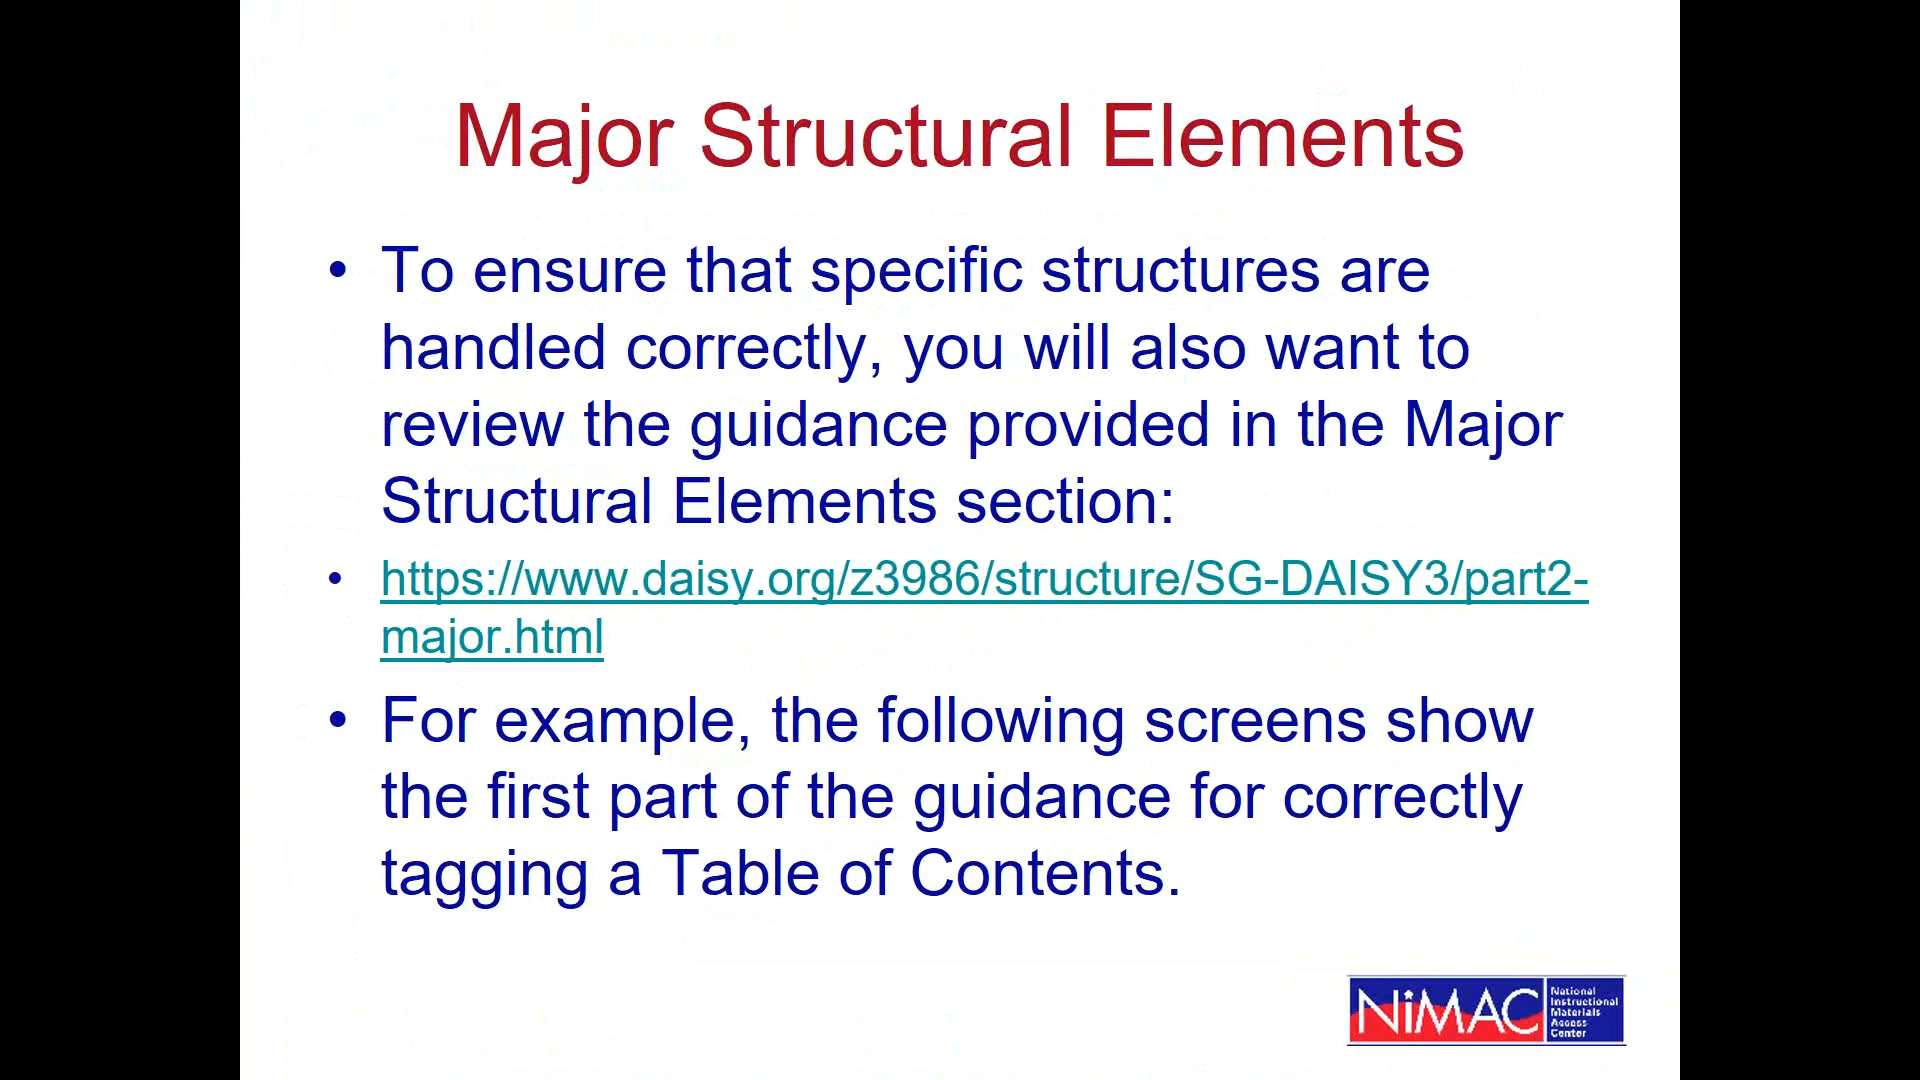 Major Structural Elements
• To ensure that specific structures are
handled correctly, you will also want to
review the guidance provided in the Major
Structural Elements section:
• https://www.daisy.org/z3986/structure/SG-DAISY3/part2-
major.html
• For example, the following screens show
the first part of the guidance for correctly
tagging a Table of Contents.
NiMAC
National
Instructional
Materials
Access
Center